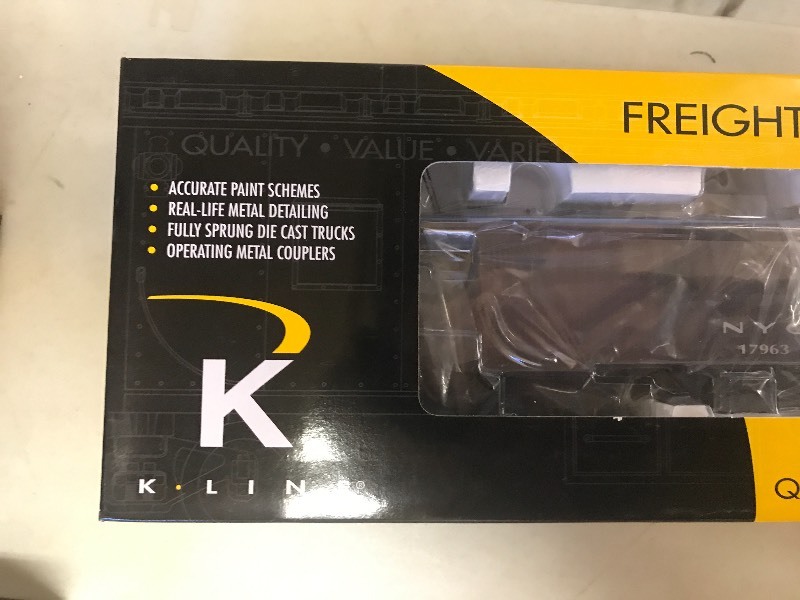 FREIGHT
QUALITY • VALUE • VARIE
• ACCURATE PAINT SCHEMES
• REAL-LIFE METAL DETAILING
• FULLY SPRUNG DIE CAST TRUCKS
• OPERATING METAL COUPLERS
N Y
17963
K
K·LINE®
Q